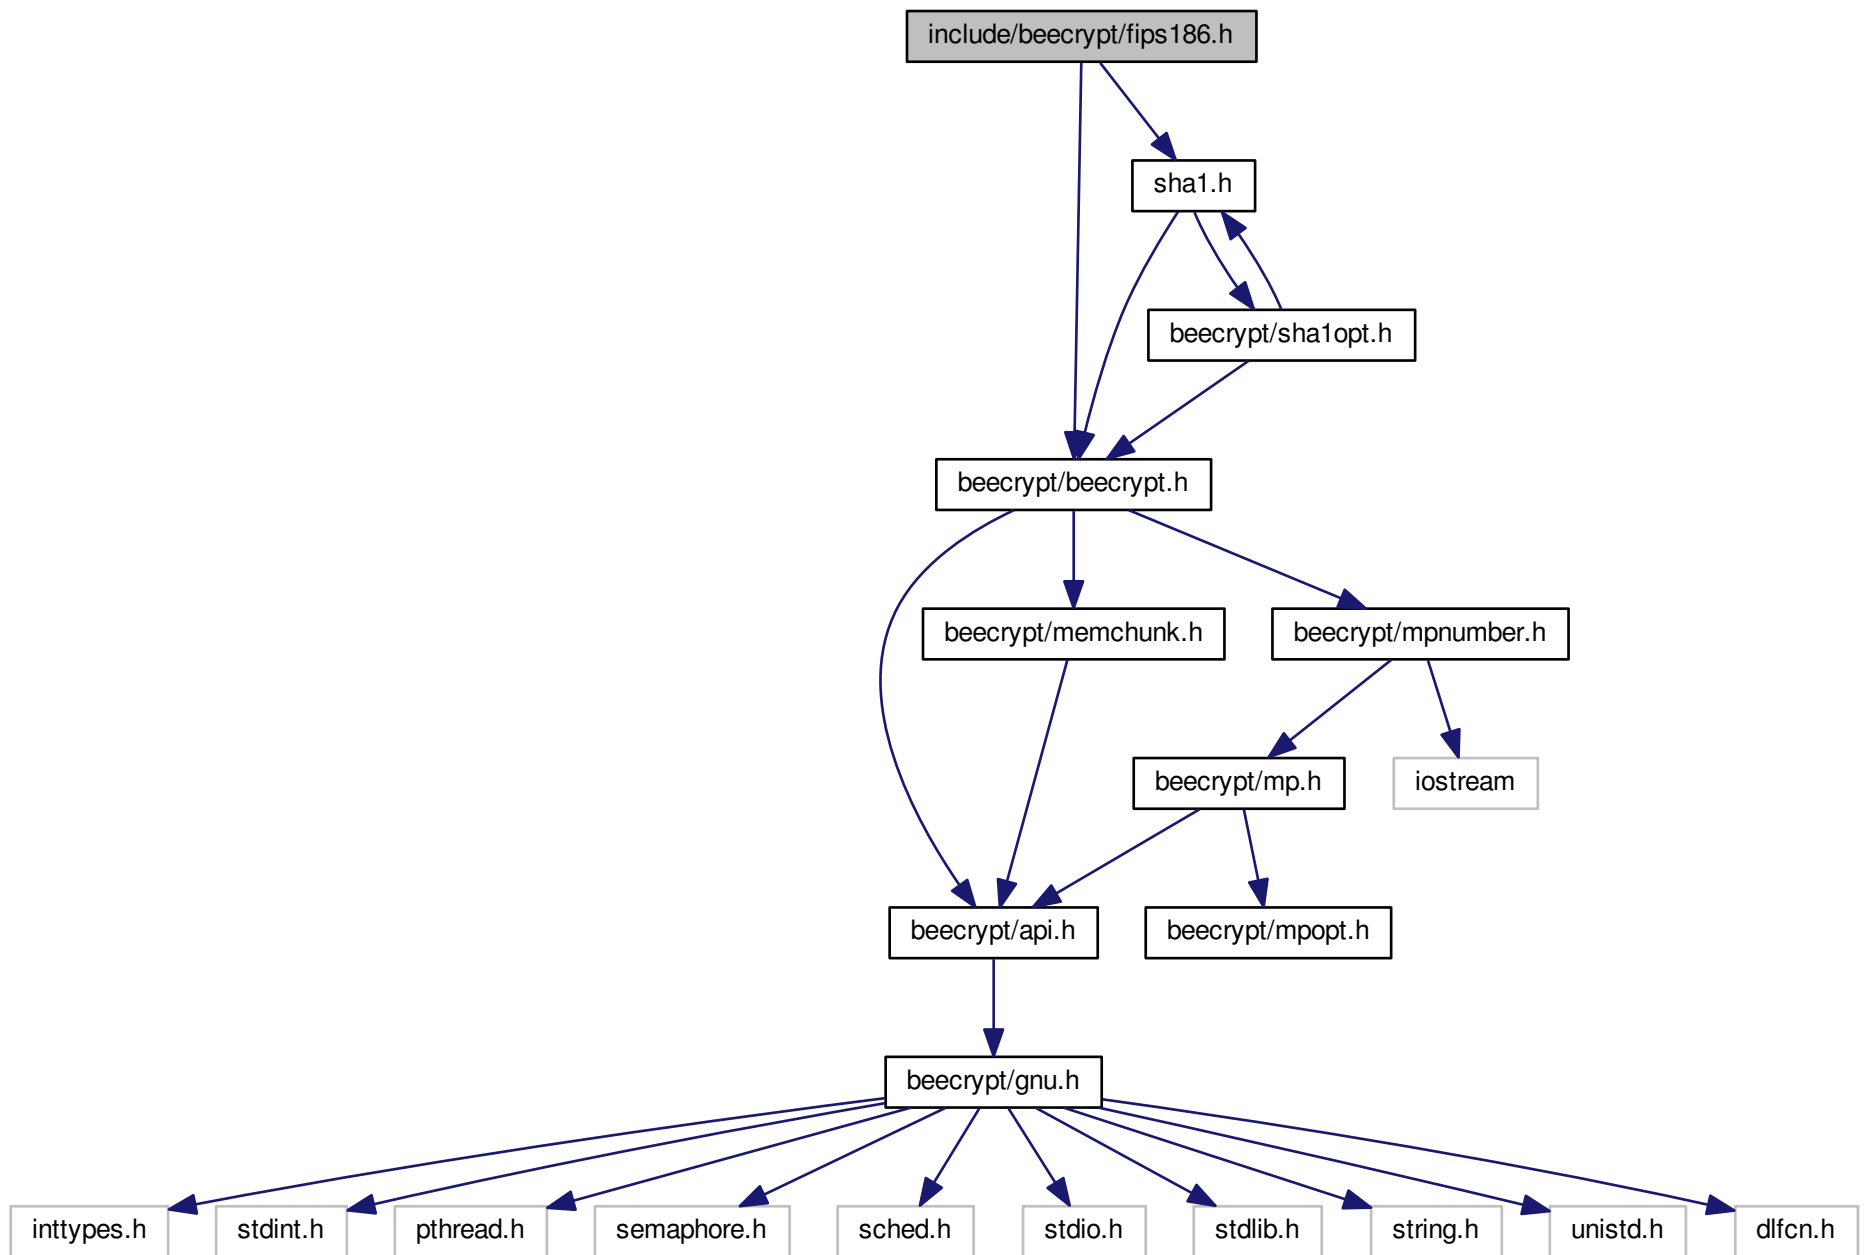 include/beecrypt/fips186.h
sha1.h
beecrypt/sha1opt.h
beecrypt/beecrypt.h
beecrypt/memchunk.h
beecrypt/mpnumber.h
beecrypt/mp.h
iostream
beecrypt/api.h
beecrypt/mpopt.h
beecrypt/gnu.h
inttypes.h
stdint.h
pthread.h
semaphore.h
sched.h
stdio.h
stdlib.h
string.h
unistd.h
dlfcn.h